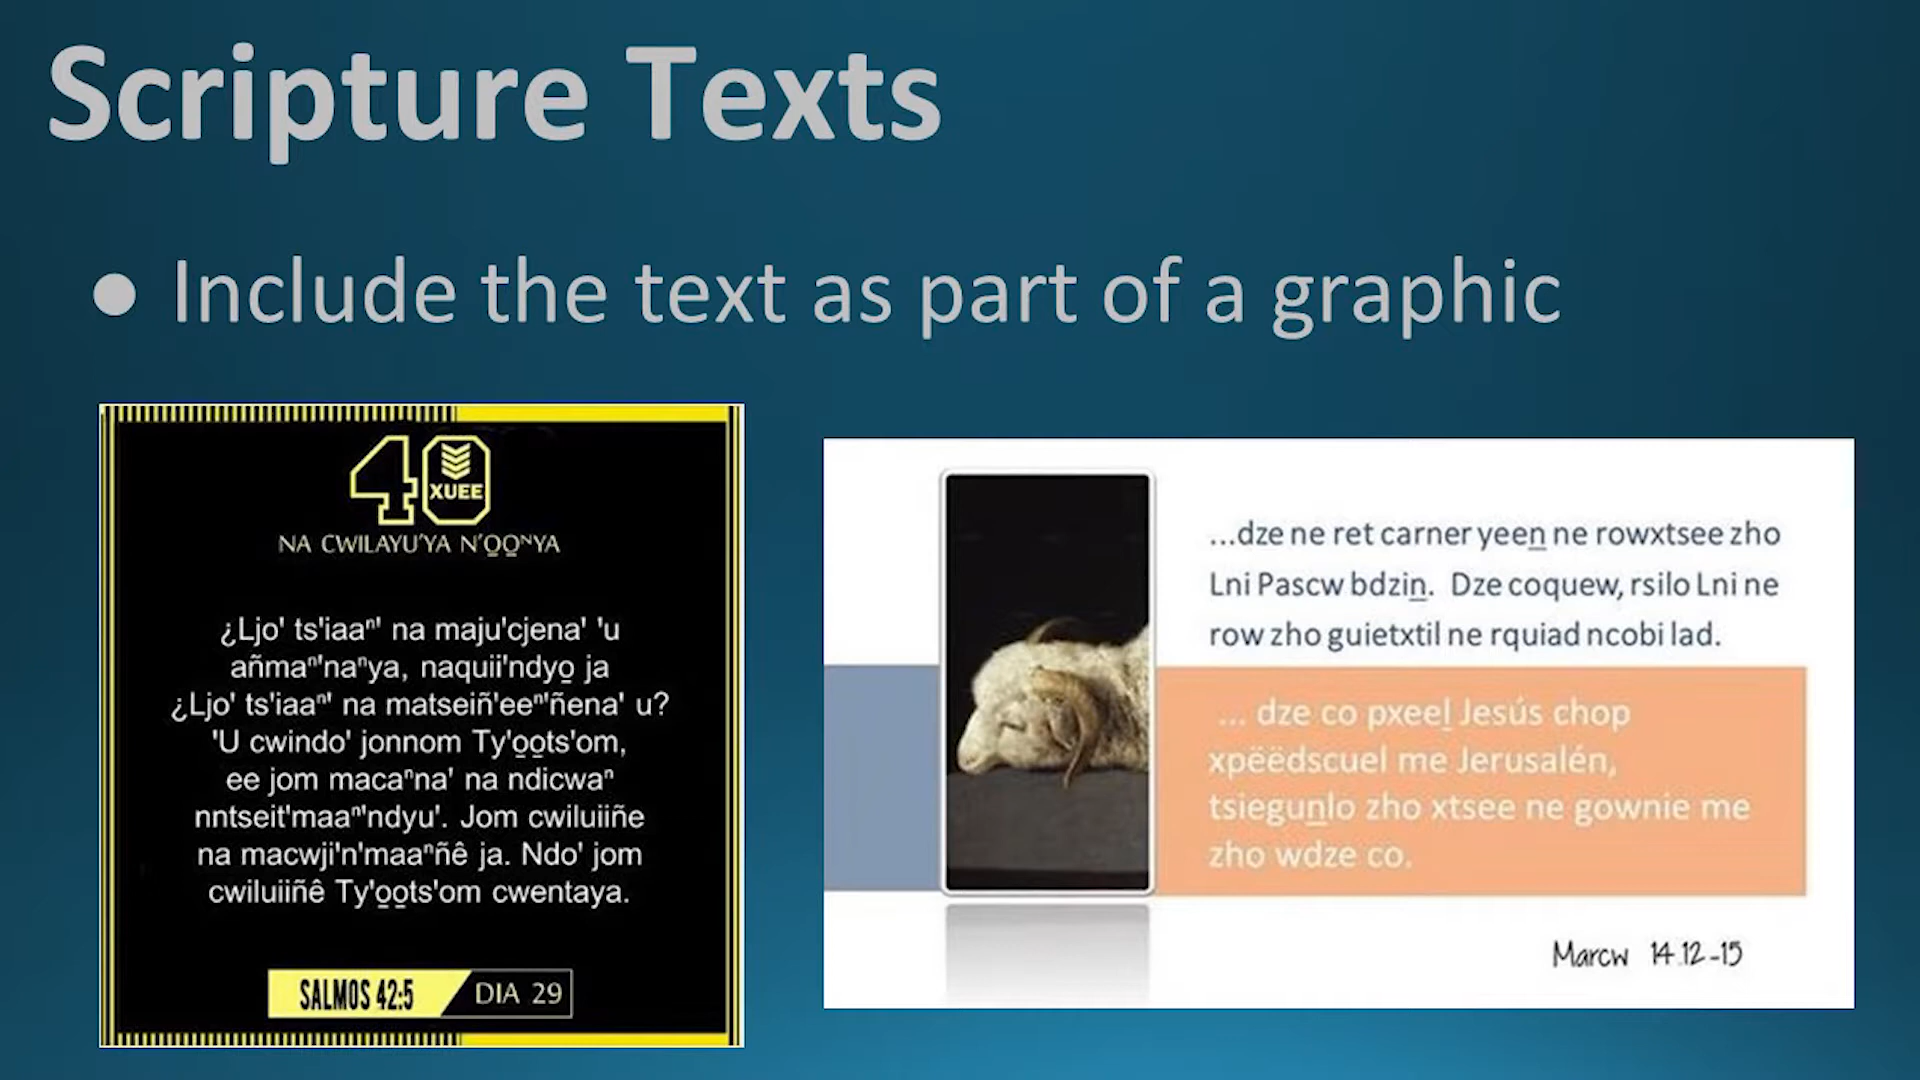 Scripture Texts
● Include the text as part of a graphic
40
XUEE
NA CWILAYU'YA N'O̱O̱ᴺYA
¿Ljo' ts'iaaⁿ' na maju'cjena' 'u
añmaⁿ'naⁿya, naquii'ndyo̱ ja
¿Ljo' ts'iaaⁿ' na matseiñ'eeⁿ'ñena' u?
'U cwindo' jonnom Ty'o̱o̱ts'om,
ee jom macaⁿna' na ndicwaⁿ
nntseit'maaⁿ'ndyu'. Jom cwiluiiñe
na macwji'n'maaⁿñê ja. Ndo' jom
cwiluiiñê Ty'o̱o̱ts'om cwentaya.
SALMOS 42:5
DIA 29
...dze ne ret carner yeen̲ ne rowxtsee zho
Lni Pascw bdzin̲. Dze coquew, rsilo Lni ne
row zho guietxtil ne rquiad ncobi lad.
... dze co pxeel̲ Jesús chop
xpëëdscuel me Jerusalén,
tsiegun̲lo zho xtsee ne gownie me
zho wdze co.
Marcw 14.12-15